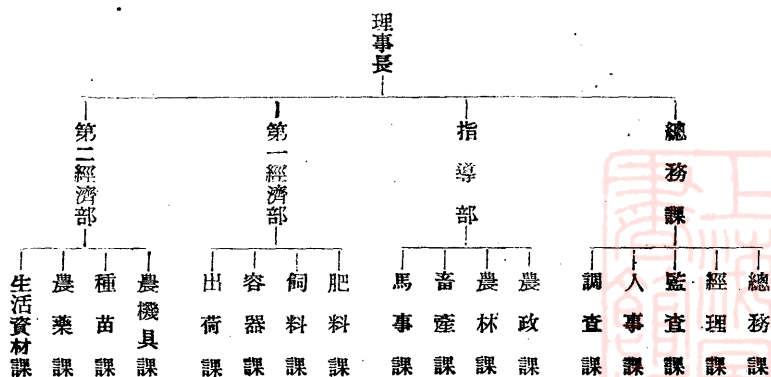 理事長
總務課
指導部
第一經濟部
第二經濟部
總務課
經理課
監査課
人事課
調査課
農政課
農林課
畜產課
馬事課
肥料課
飼料課
容器課
出荷課
農機具課
種苗課
農藥課
生活資材課